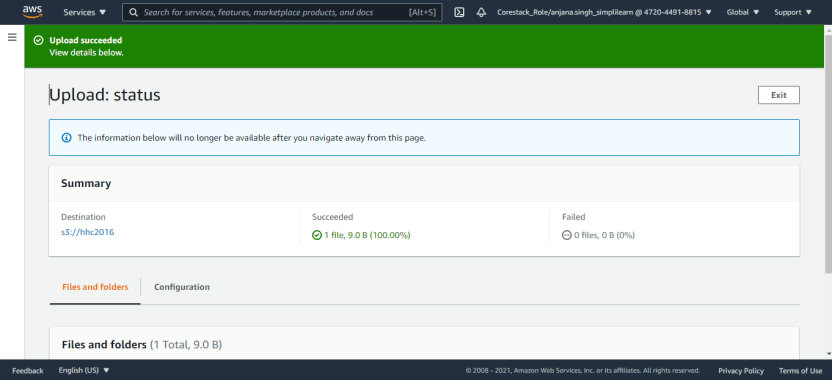 aws
Services ▼
Search for services, features, marketplace products, and docs
[Alt+S]
Corestack_Role/anjana.singh_simplilearn @ 4720-4491-8815 ▼
Global ▼
Support ▼
Upload succeeded
View details below.
Upload: status
Exit
The information below will no longer be available after you navigate away from this page.
Summary
Destination
s3://hhc2016
Succeeded
1 file, 9.0 B (100.00%)
Failed
0 files, 0 B (0%)
Files and folders
Configuration
Files and folders (1 Total, 9.0 B)
Feedback
English (US) ▼
© 2008 - 2021, Amazon Web Services, Inc. or its affiliates. All rights reserved.
Privacy Policy
Terms of Use